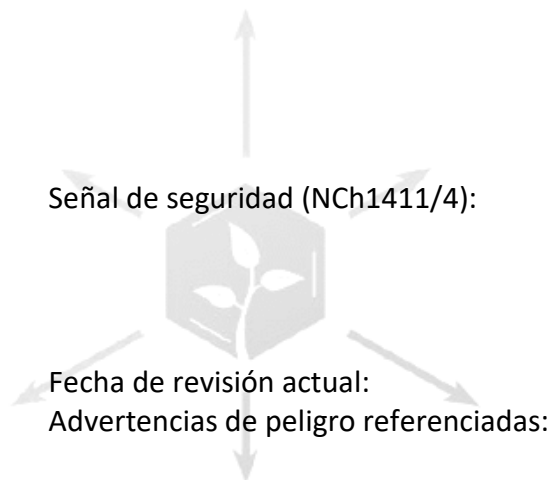 Señal de seguridad (NCh1411/4):
Fecha de revisión actual:
Advertencias de peligro referenciadas: